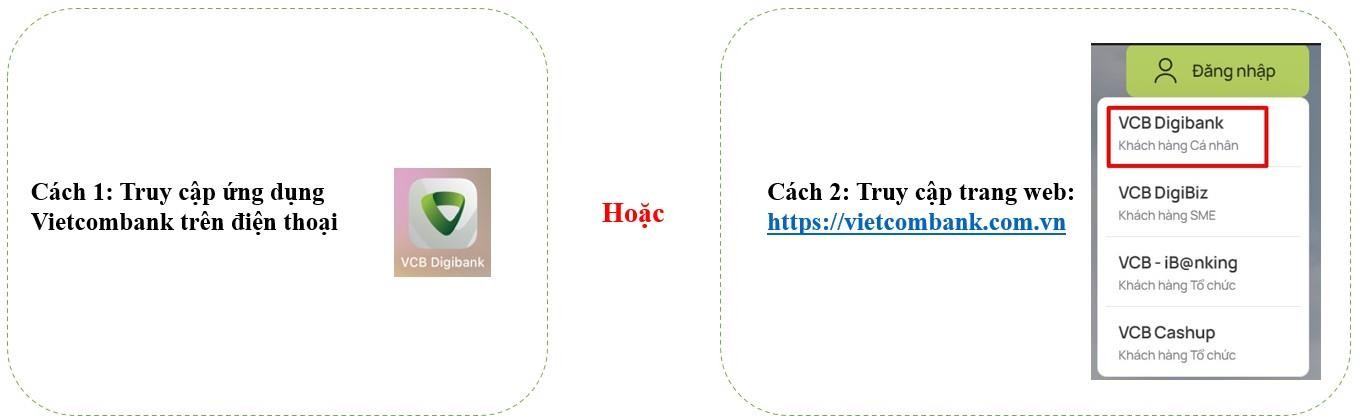 Cách 1: Truy cập ứng dụng
Vietcombank trên điện thoại
VCB Digibank
Hoặc
Cách 2: Truy cập trang web:
https://vietcombank.com.vn
Đăng nhập
VCB Digibank
Khách hàng Cá nhân
VCB DigiBiz
Khách hàng SME
VCB - iB@nking
Khách hàng Tổ chức
VCB Cashup
Khách hàng Tổ chức